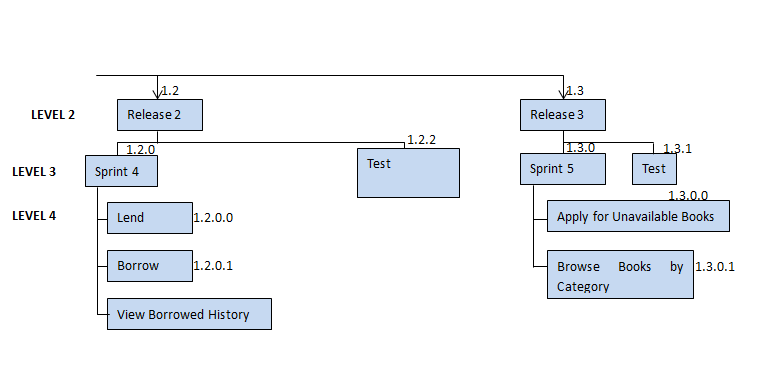 1.2
1.3
LEVEL 2
Release 2
Release 3
1.2.0
1.2.2
1.3.0
1.3.1
LEVEL 3
Sprint 4
Test
Sprint 5
Test
1.3.0.0
LEVEL 4
Lend
1.2.0.0
Apply for Unavailable Books
Borrow
1.2.0.1
Browse Books by
Category
1.3.0.1
View Borrowed History